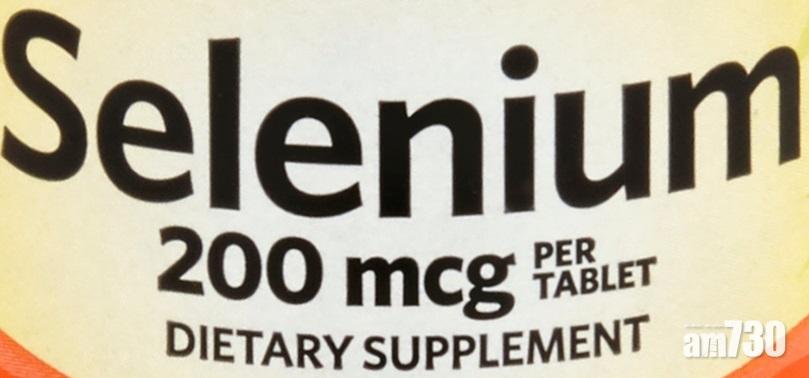 Selenium
200 mcg PER TABLET
DIETARY SUPPLEMENT
am730